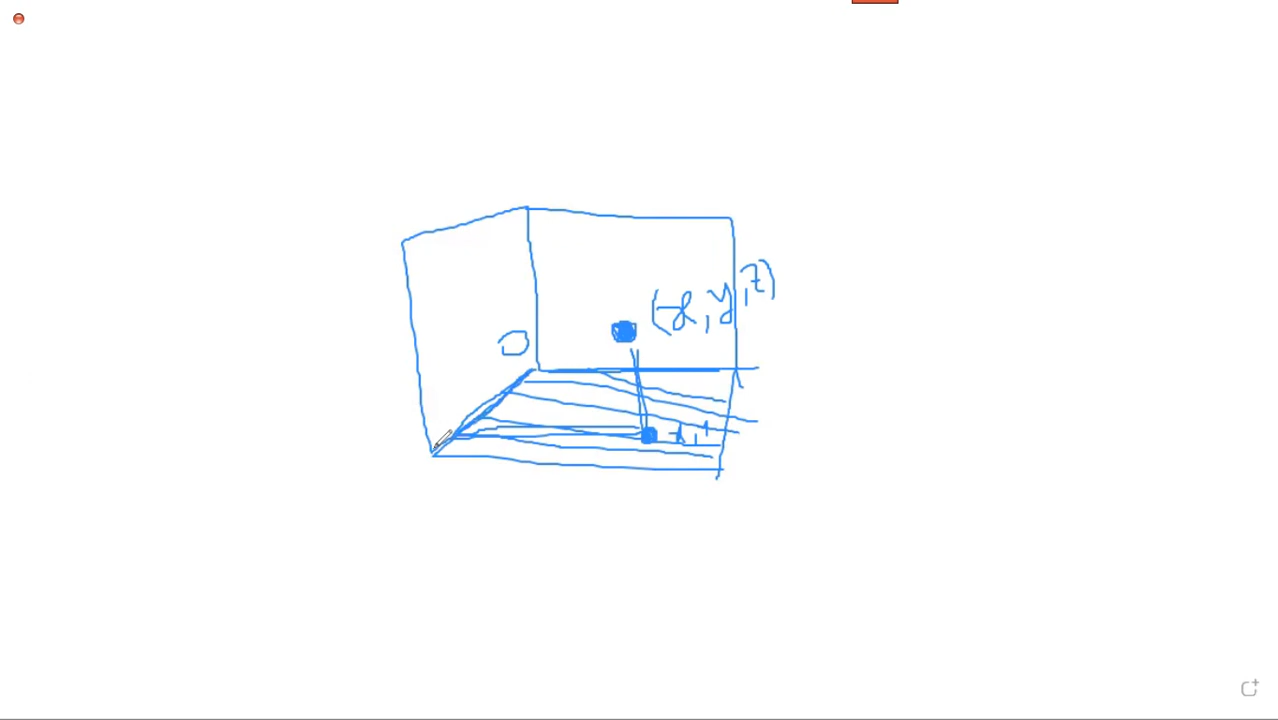 (x, y, z)
O